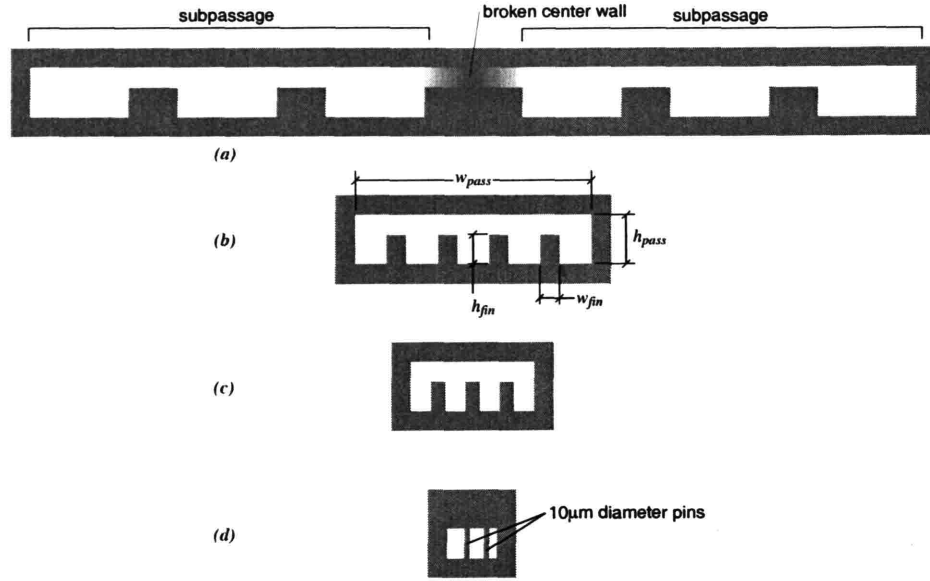 subpassage
broken center wall
subpassage
(a)
w_pass
(b)
h_pass
h_fin
w_fin
(c)
(d)
10μm diameter pins